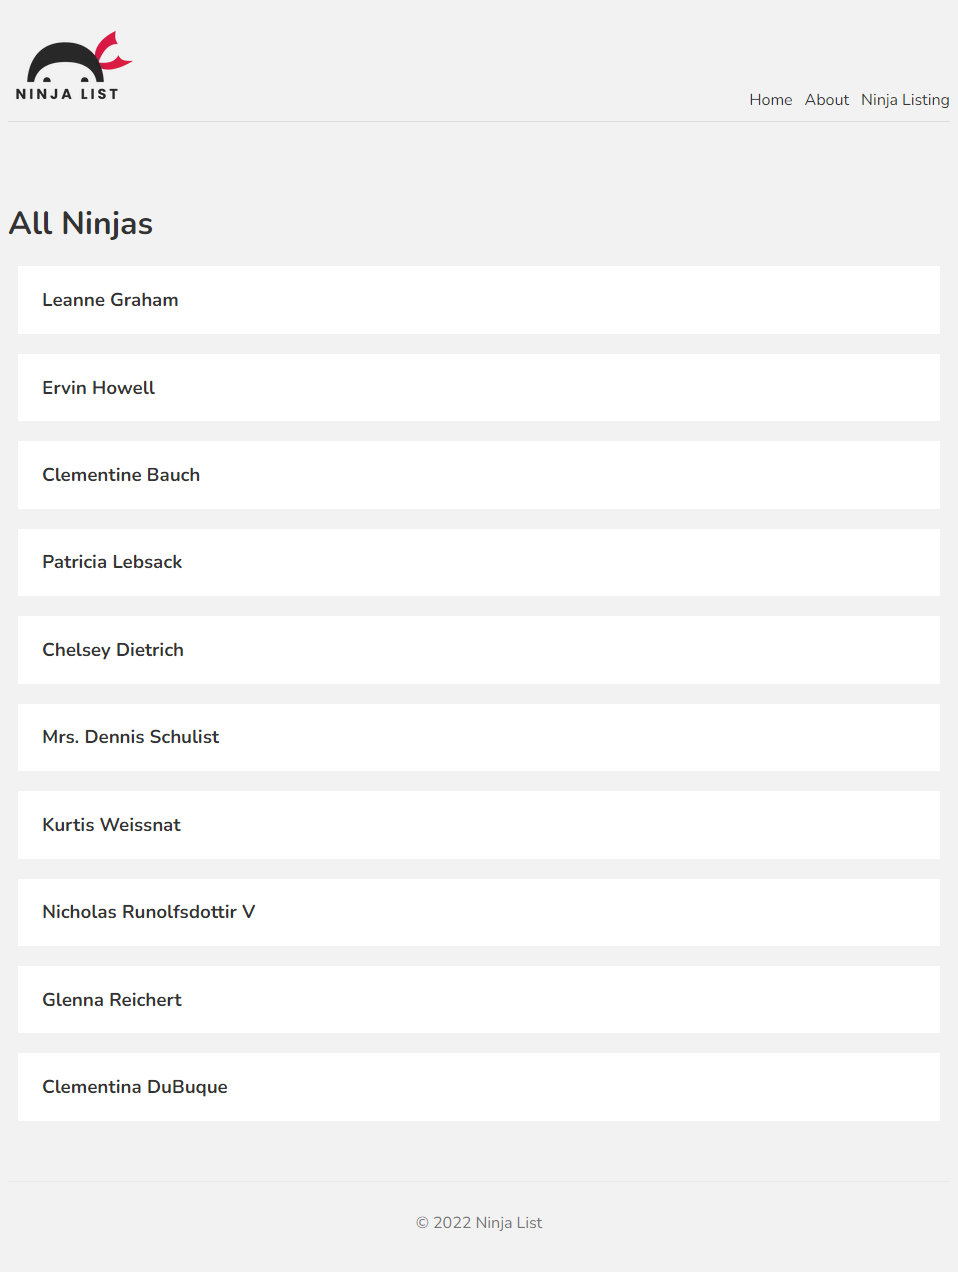 NINJA LIST
Home About Ninja Listing
All Ninjas
Leanne Graham
Ervin Howell
Clementine Bauch
Patricia Lebsack
Chelsey Dietrich
Mrs. Dennis Schulist
Kurtis Weissnat
Nicholas Runolfsdottir V
Glenna Reichert
Clementina DuBuque
© 2022 Ninja List